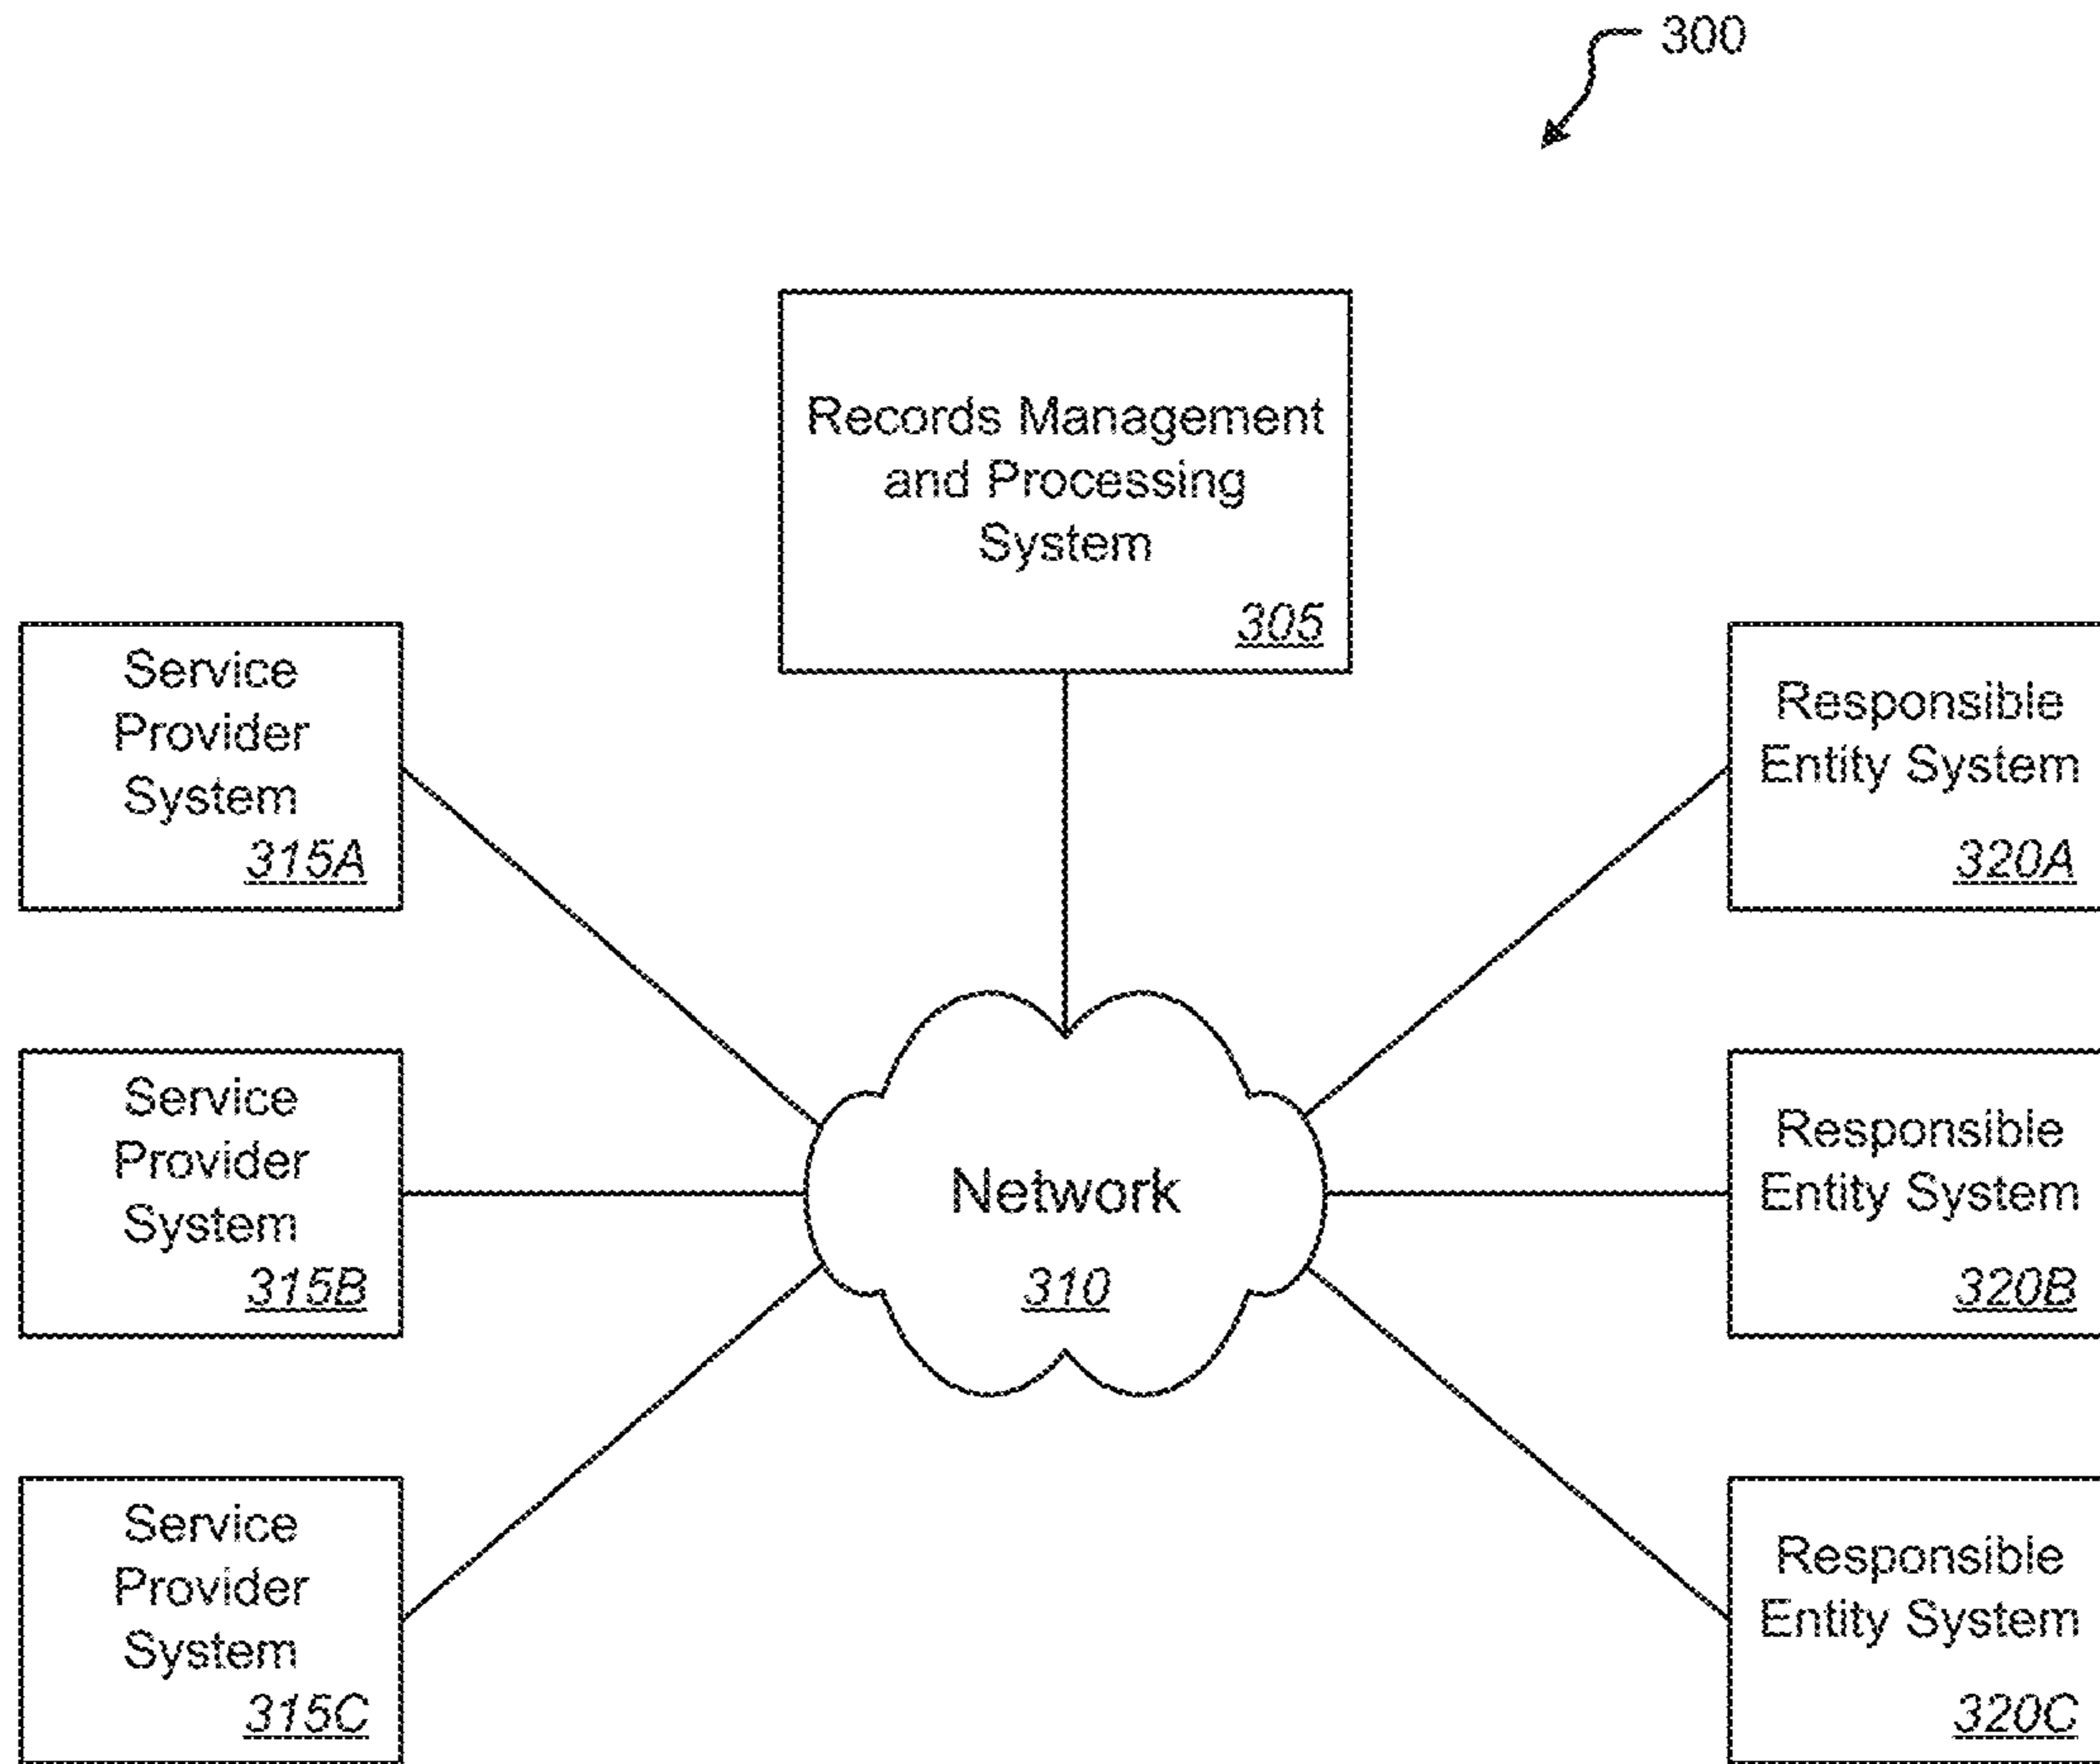 300
Records Management
and Processing
System
305
Service
Provider
System
315A
Responsible
Entity System
320A
Service
Provider
System
315B
Network
310
Responsible
Entity System
320B
Service
Provider
System
315C
Responsible
Entity System
320C